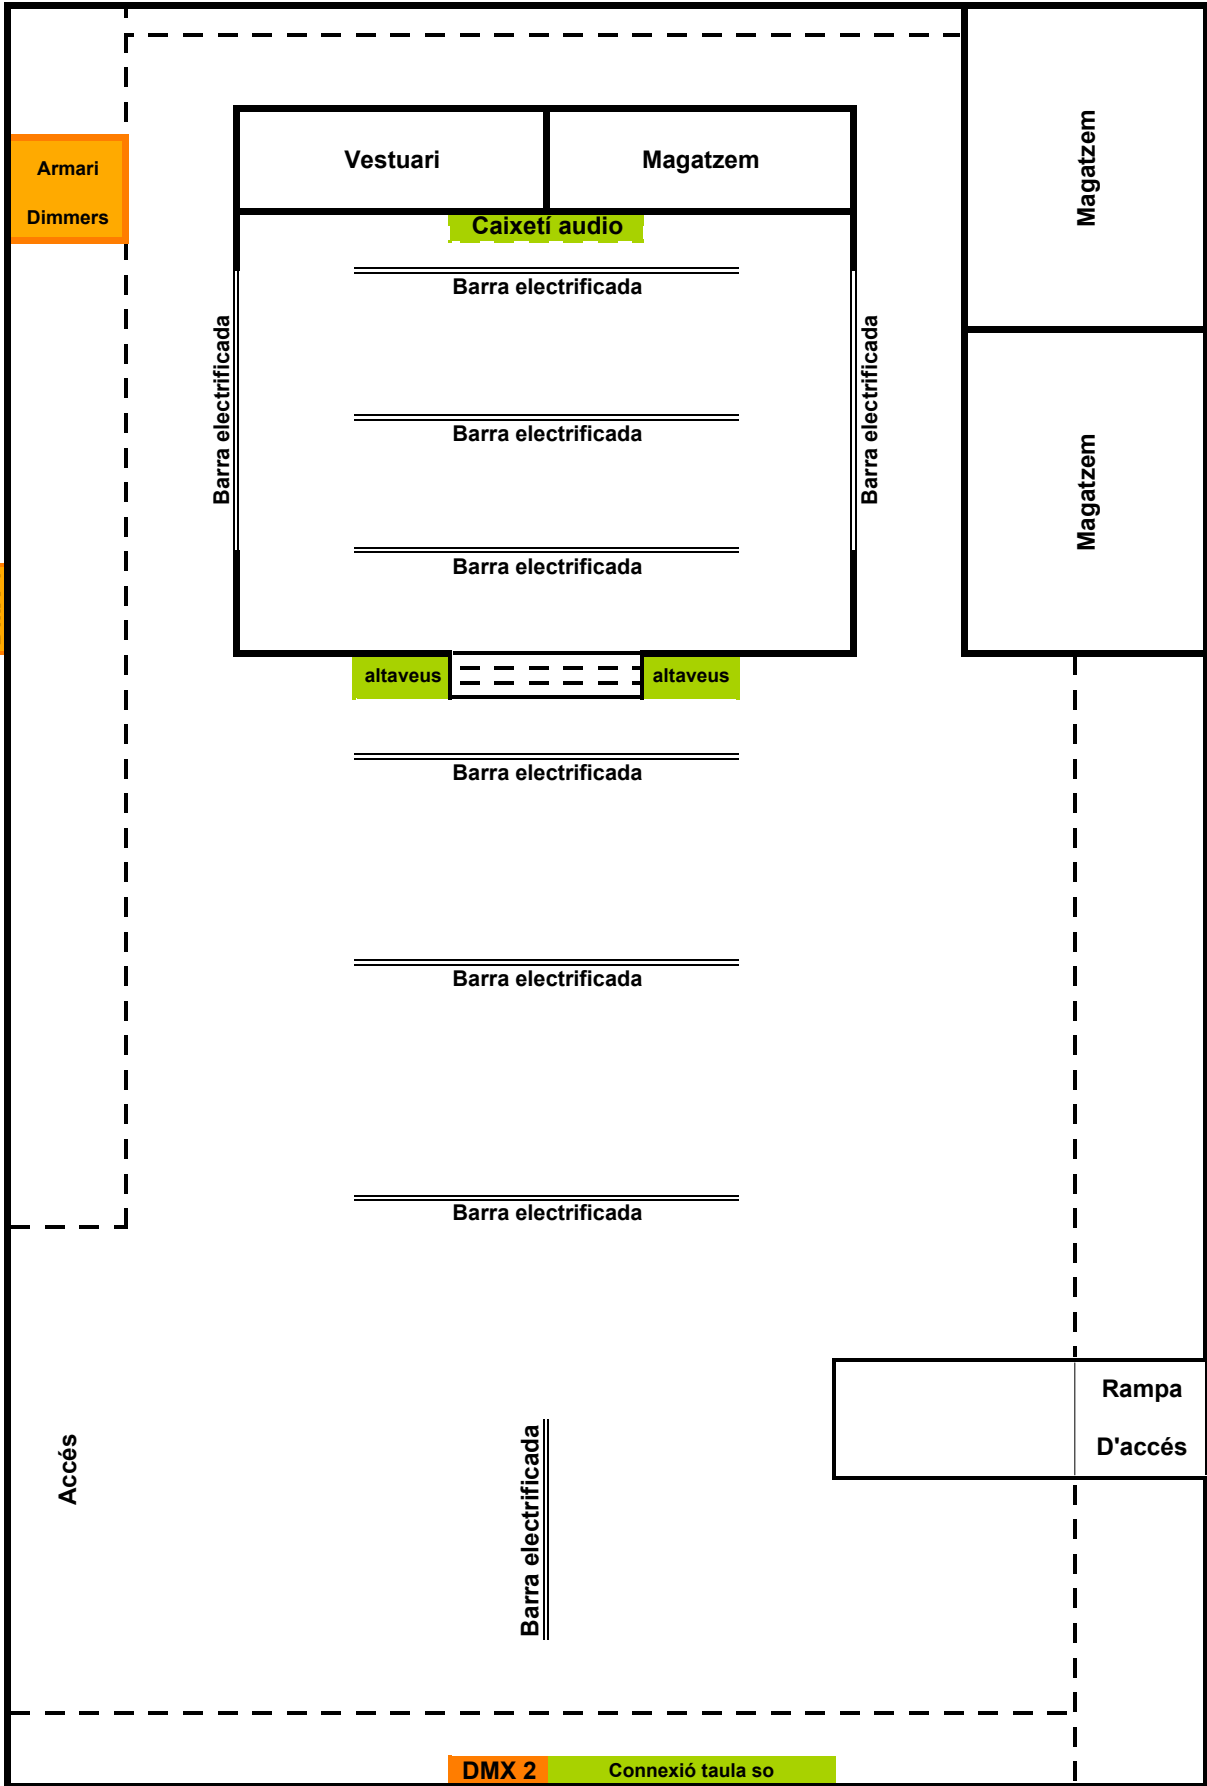 Armari
Dimmers
Vestuari
Magatzem
Magatzem
Caixetí audio
Barra electrificada
Barra electrificada
Barra electrificada
Barra electrificada
Barra electrificada
Magatzem
altaveus
altaveus
Barra electrificada
Barra electrificada
Barra electrificada
Rampa
D'accés
Accés
Barra electrificada
DMX 2
Connexió taula so